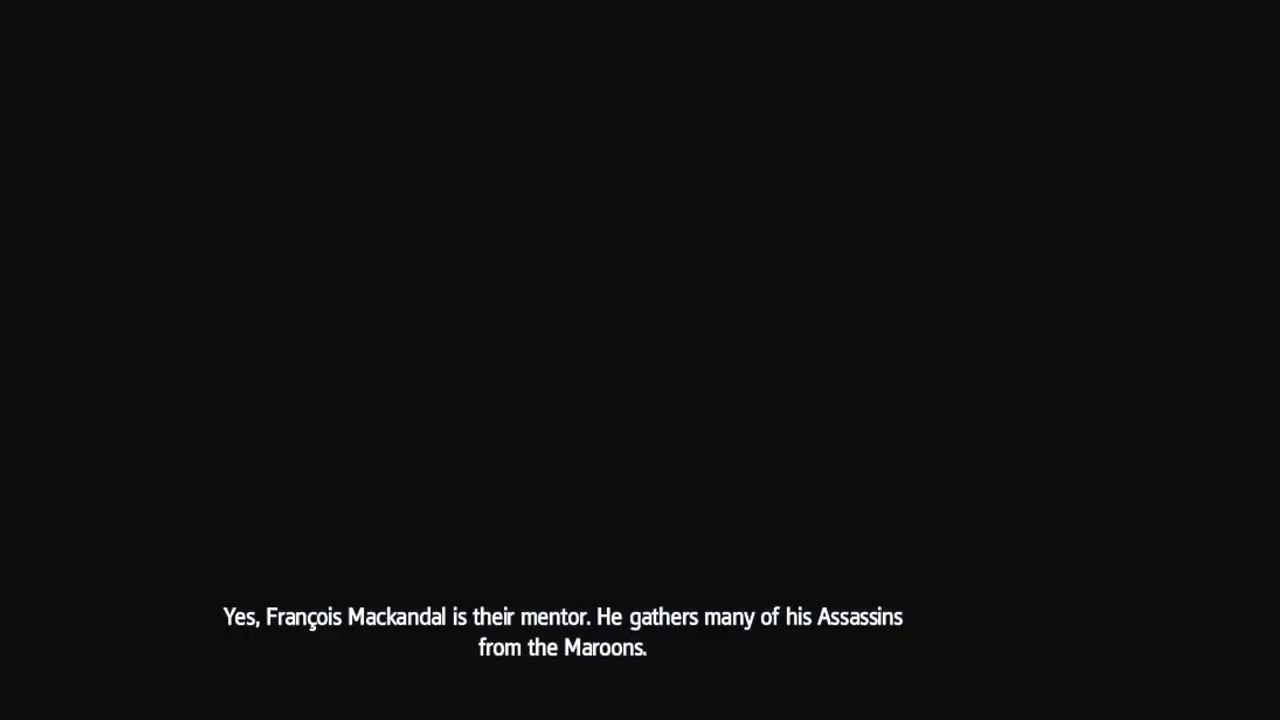 Yes, François Mackandal is their mentor. He gathers many of his Assassins
from the Maroons.